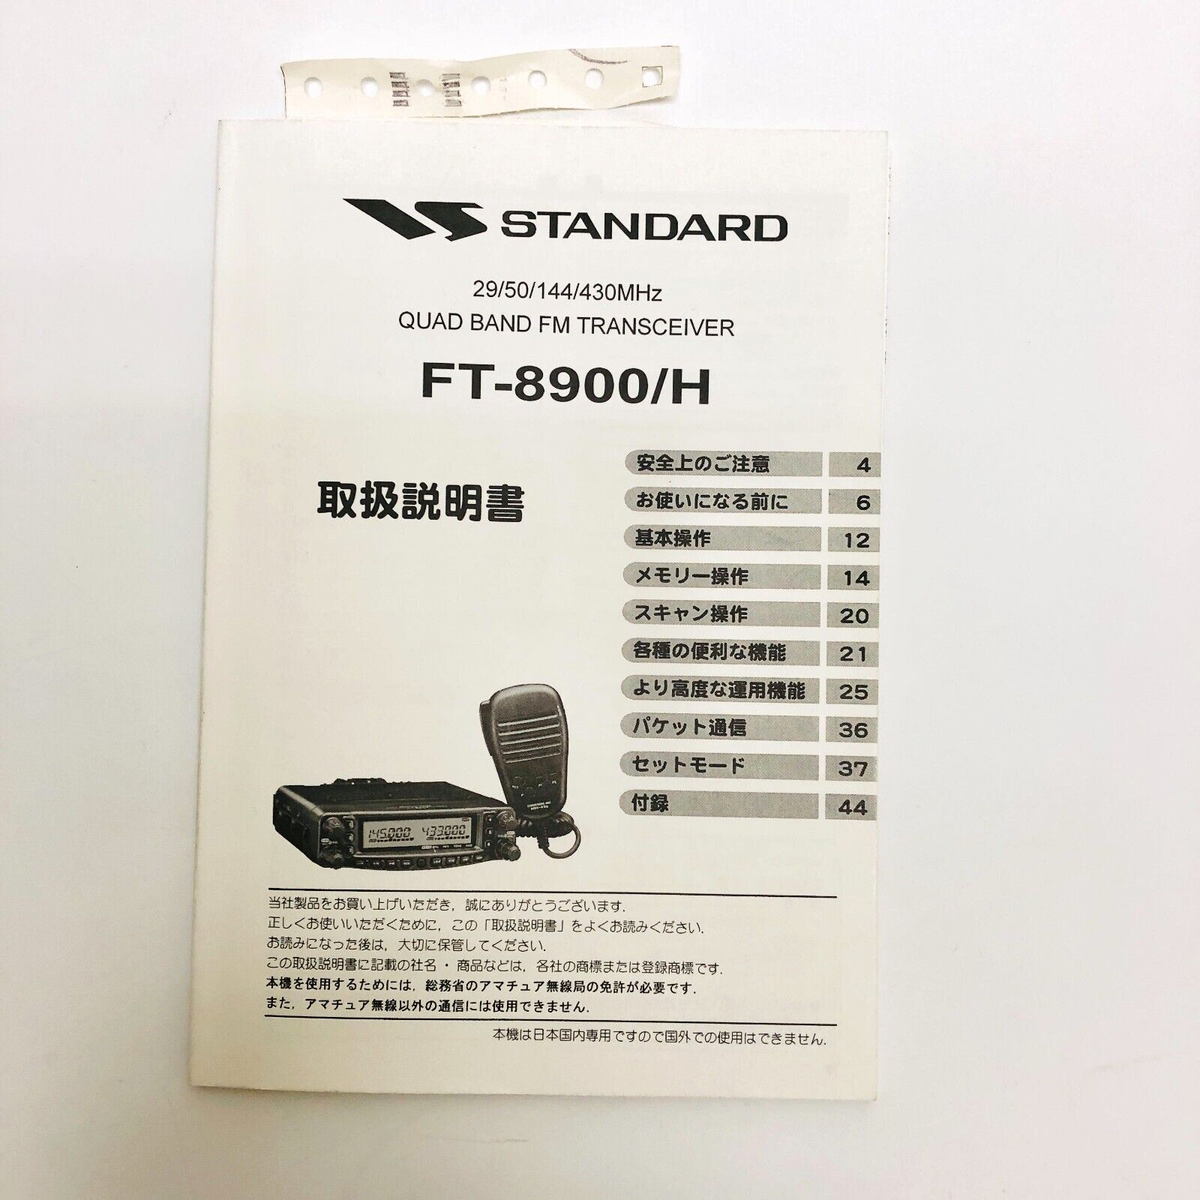 STANDARD
29/50/144/430MHz
QUAD BAND FM TRANSCEIVER
FT-8900/H
取扱説明書
安全上のご注意 4
お使いになる前に 6
基本操作 12
メモリー操作 14
スキャン操作 20
各種の便利な機能 21
より高度な運用機能 25
パケット通信 36
セットモード 37
付録 44
145.000 433.000
当社製品をお買い上げいただき，誠にありがとうございます．
正しくお使いいただくために，この「取扱説明書」をよくお読みください．
お読みになった後は，大切に保管してください．
この取扱説明書に記載の社名・商品などは，各社の商標または登録商標です．
本機を使用するためには，総務省のアマチュア無線局の免許が必要です．
また，アマチュア無線以外の通信には使用できません．
本機は日本国内専用ですので国外での使用はできません．